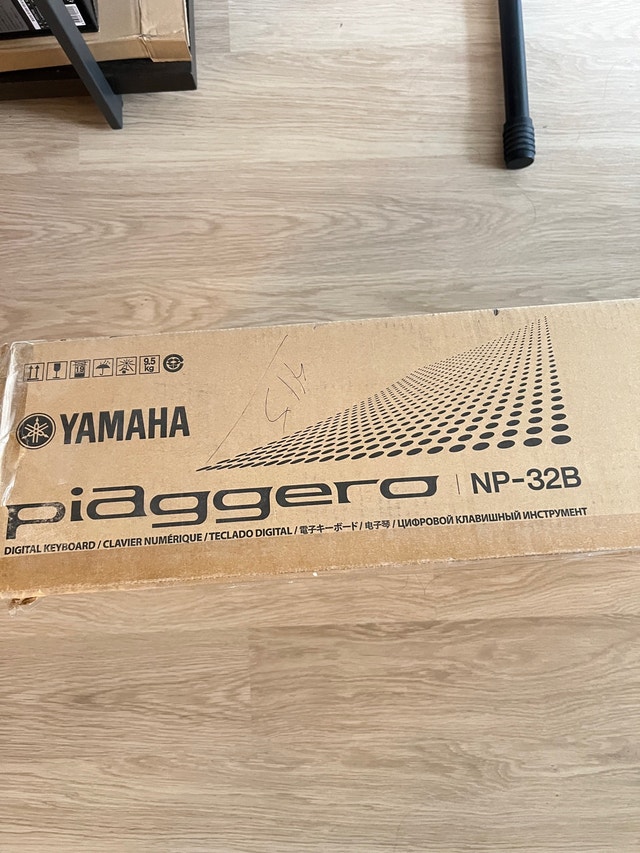 9.5 kg
YAMAHA
piaggero | NP-32B
DIGITAL KEYBOARD / CLAVIER NUMÉRIQUE / TECLADO DIGITAL / 電子キーボード / 电子琴 / ЦИФРОВОЙ КЛАВИШНЫЙ ИНСТРУМЕНТ